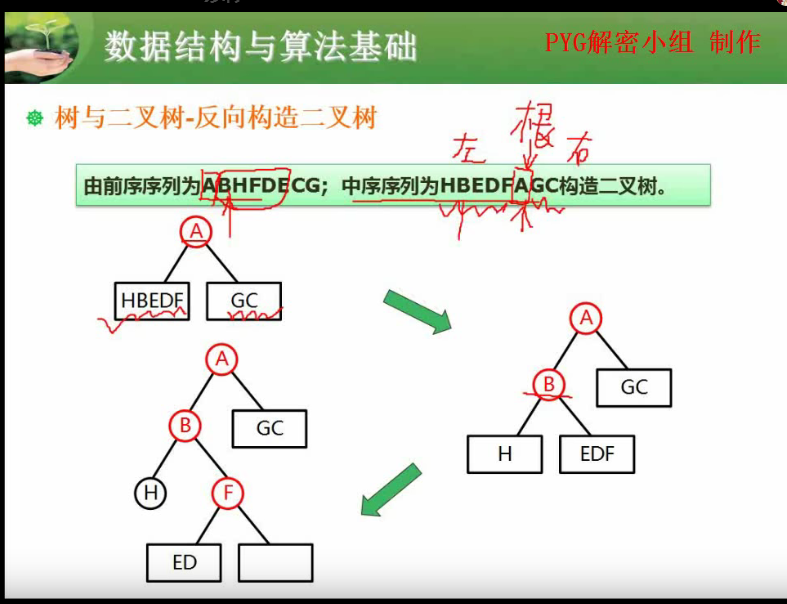 数据结构与算法基础
PYG解密小组 制作
树与二叉树-反向构造二叉树
左 根 右
由前序序列为ABHFDECG；中序序列为HBEDFAGC构造二叉树。
A
HBEDF GC
A
B GC
H EDF
A
B GC
H F
ED